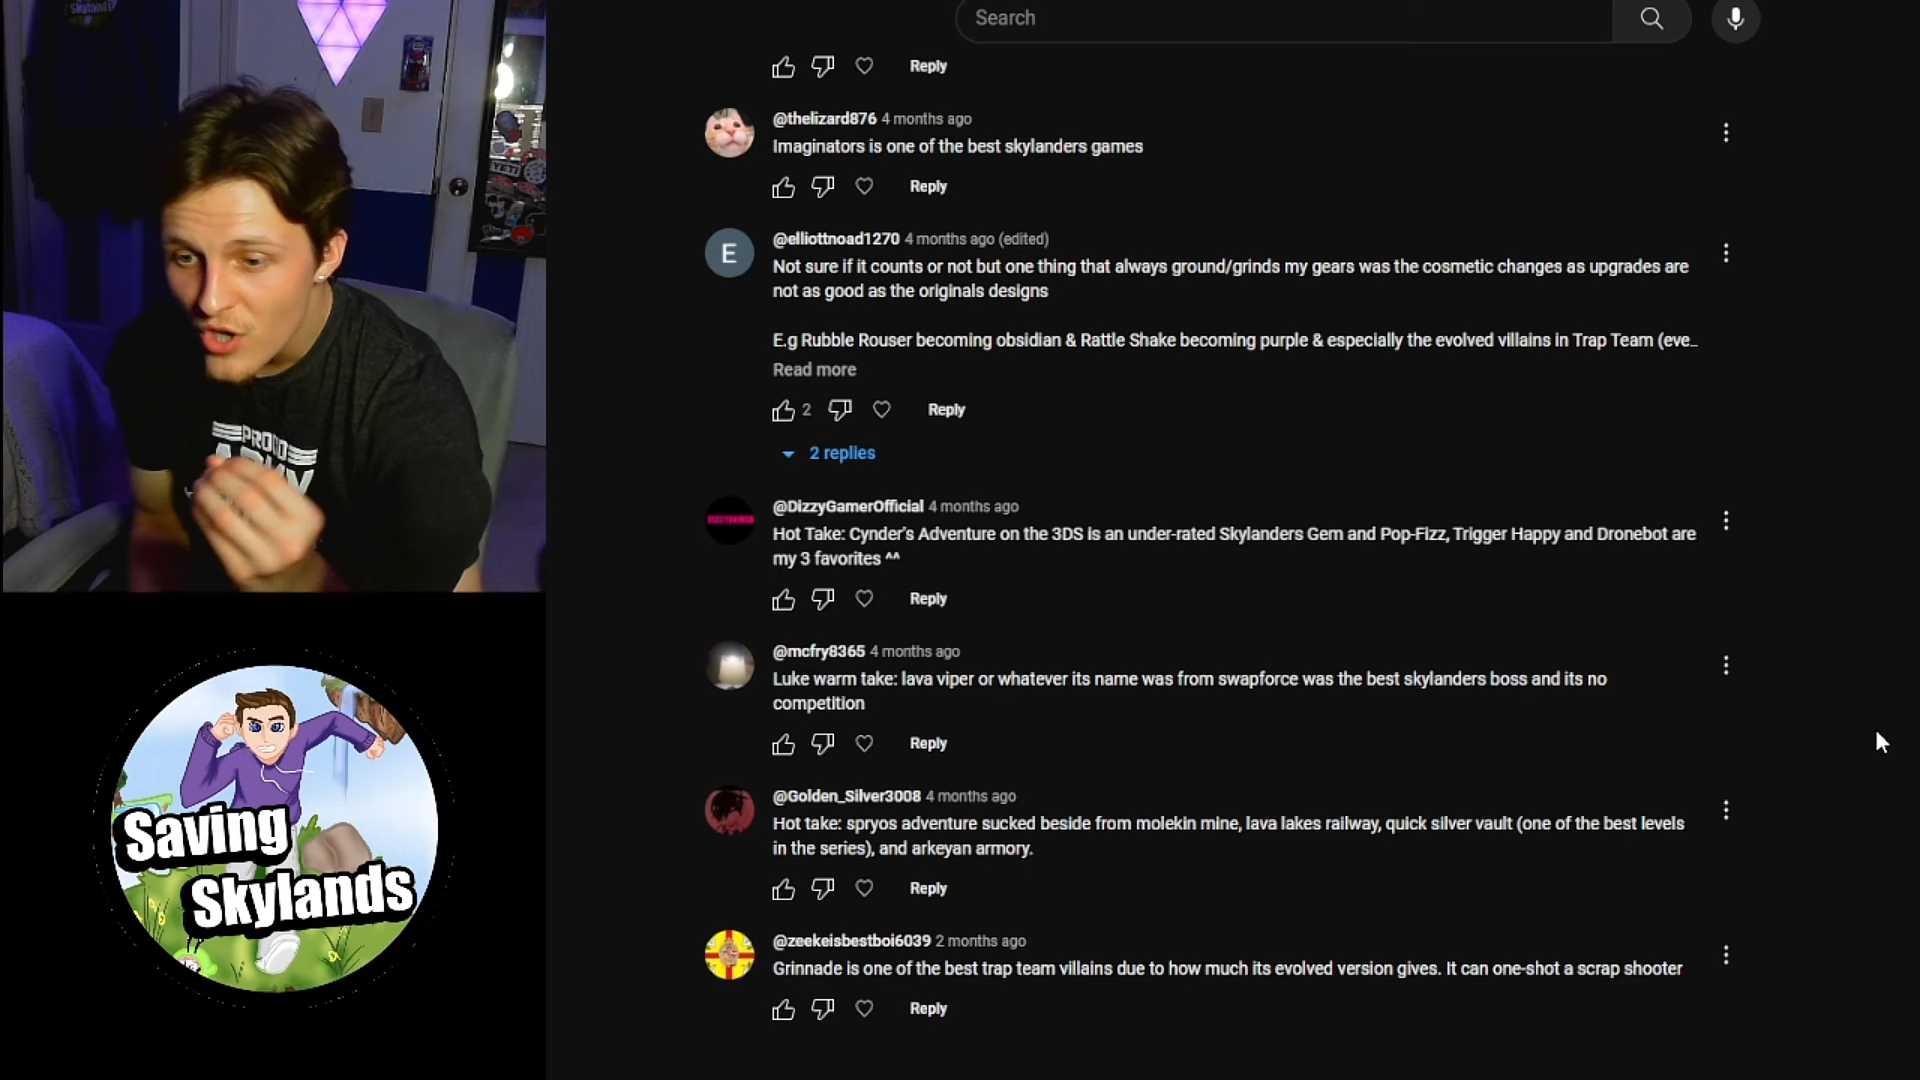 Search
Reply
@thelizard876 4 months ago
Imaginators is one of the best skylanders games
Reply
E
@elliottnoad1270 4 months ago (edited)
Not sure if it counts or not but one thing that always ground/grinds my gears was the cosmetic changes as upgrades are
not as good as the originals designs
E.g Rubble Rouser becoming obsidian & Rattle Shake becoming purple & especially the evolved villains in Trap Team (eve...
Read more
2
Reply
2 replies
DIZZYGAMER
@DizzyGamerOfficial 4 months ago
Hot Take: Cynder's Adventure on the 3DS is an under-rated Skylanders Gem and Pop-Fizz, Trigger Happy and Dronebot are
my 3 favorites ^^
Reply
@mcfry8365 4 months ago
Luke warm take: lava viper or whatever its name was from swapforce was the best skylanders boss and its no
competition
Reply
@Golden_Silver3008 4 months ago
Hot take: spryos adventure sucked beside from molekin mine, lava lakes railway, quick silver vault (one of the best levels
in the series), and arkeyan armory.
Reply
@zeekeisbestboi6039 2 months ago
Grinnade is one of the best trap team villains due to how much its evolved version gives. It can one-shot a scrap shooter
Reply
Saving
Skylands